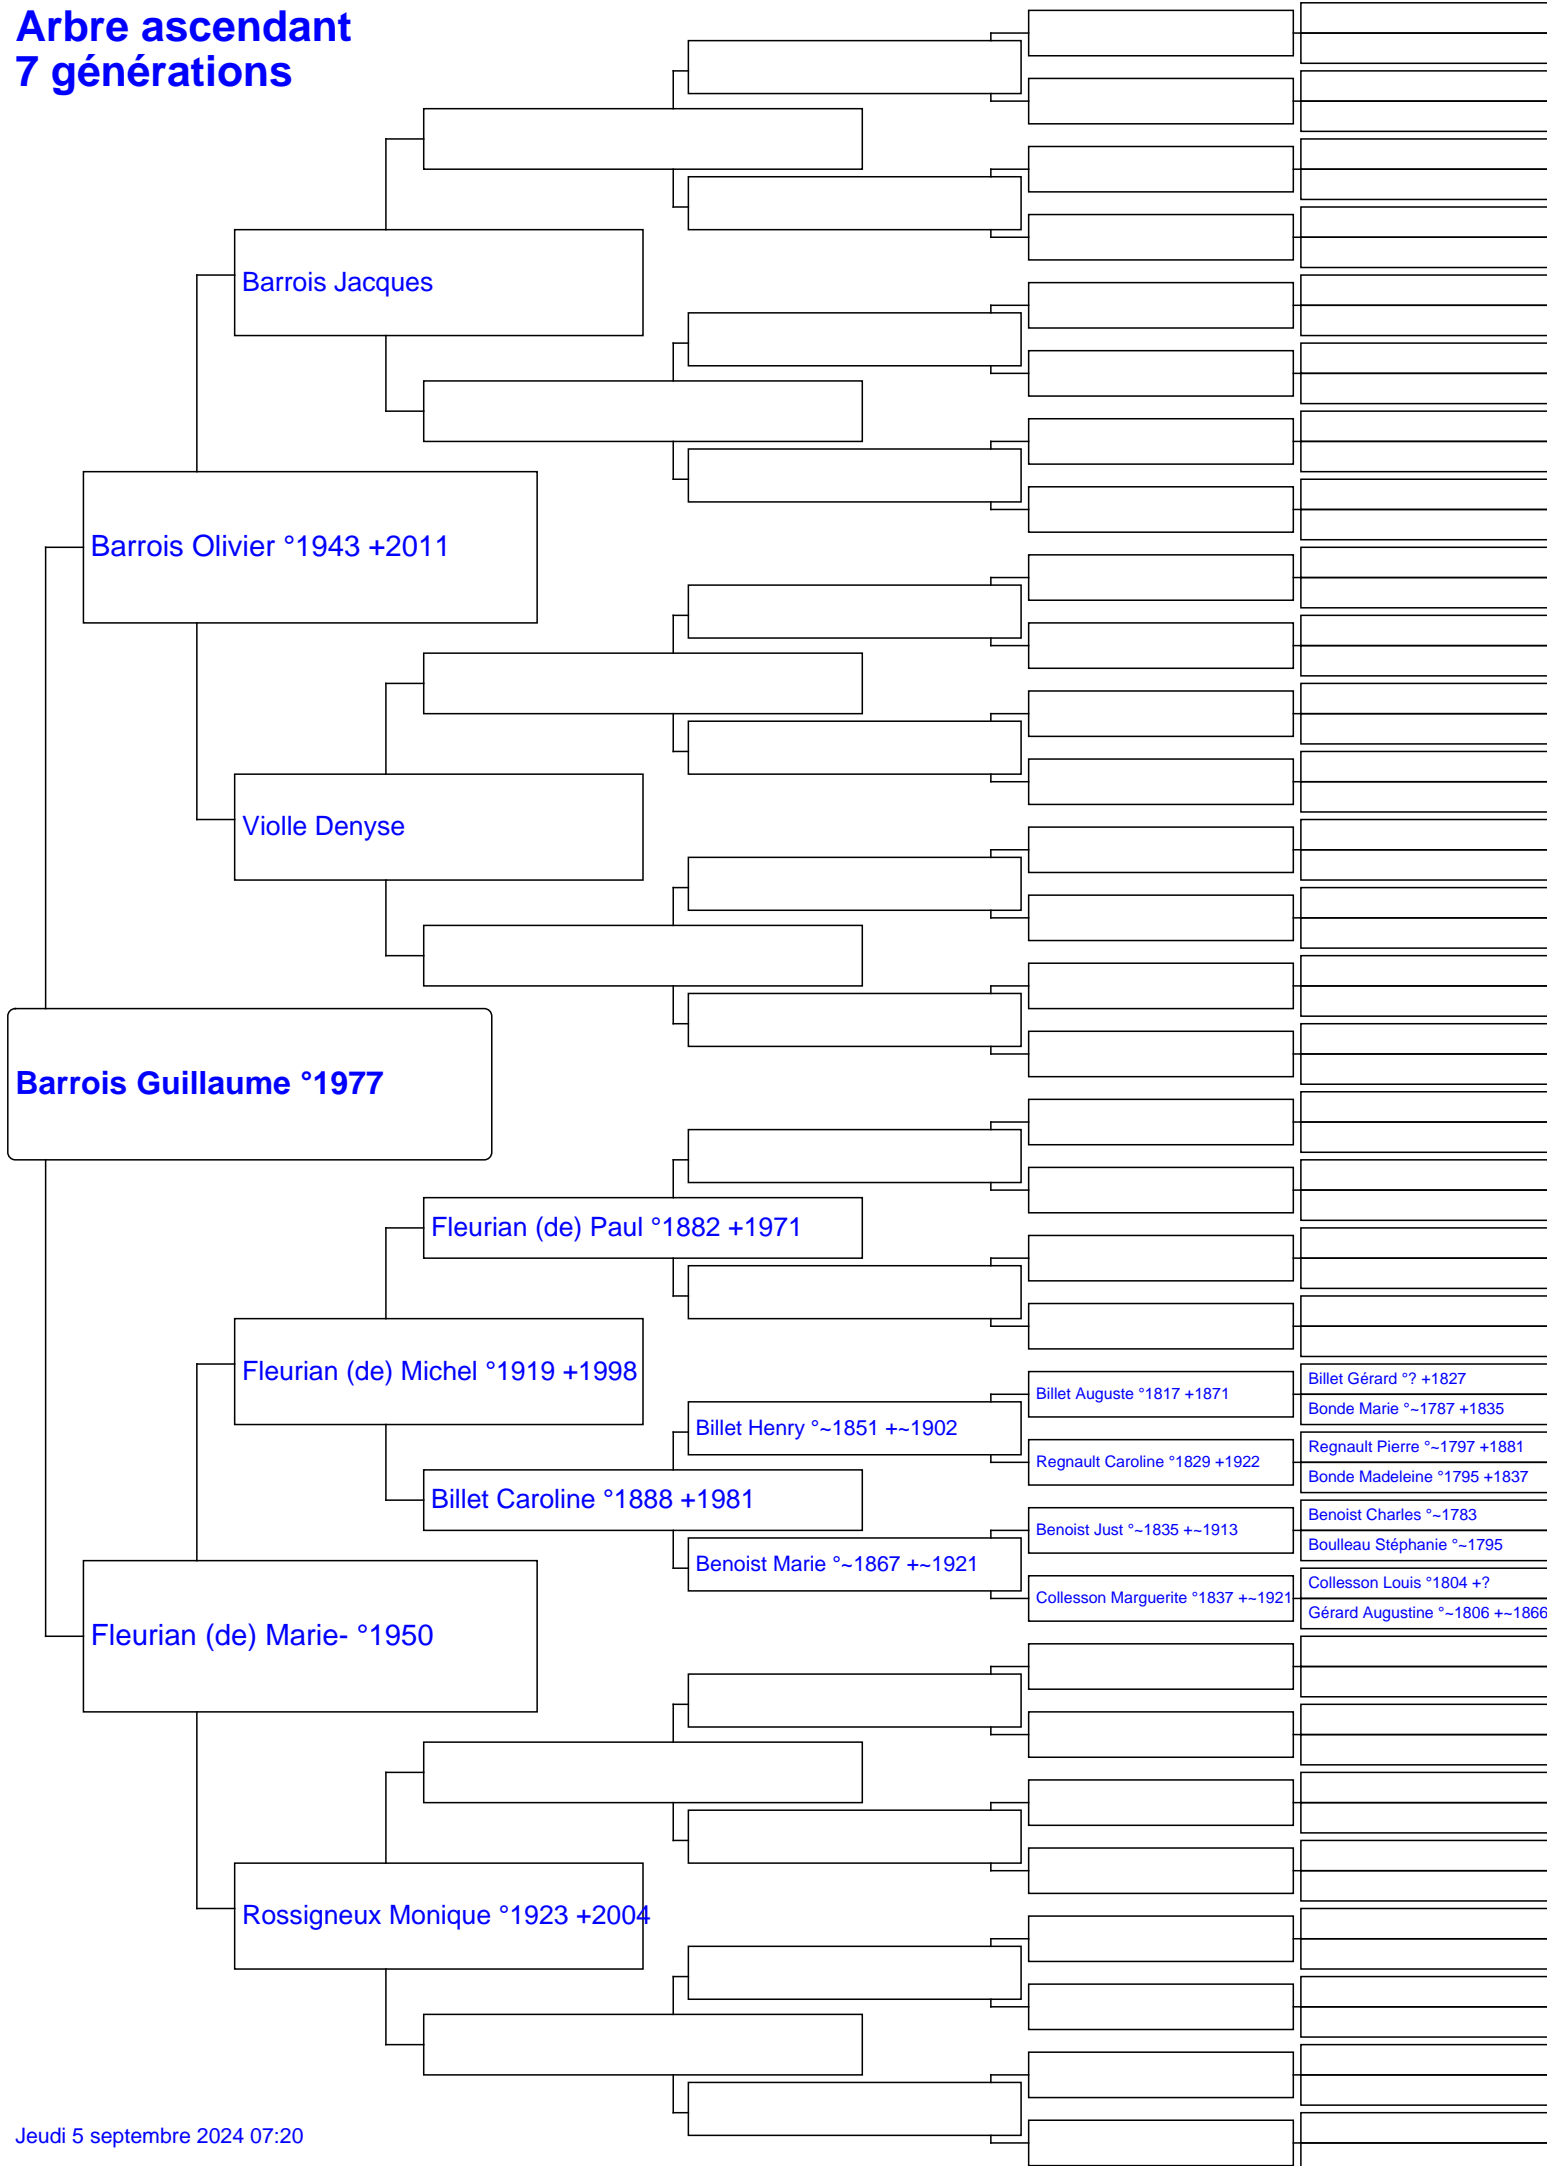 Arbre ascendant
7 générations
Barrois Jacques
Barrois Olivier °1943 +2011
Violle Denyse
Barrois Guillaume °1977
Fleurian (de) Paul °1882 +1971
Fleurian (de) Michel °1919 +1998
Billet Gérard °? +1827
Billet Auguste °1817 +1871
Bonde Marie °~1787 +1835
Billet Henry °~1851 +~1902
Regnault Pierre °~1797 +1881
Regnault Caroline °1829 +1922
Bonde Madeleine °1795 +1837
Billet Caroline °1888 +1981
Benoist Charles °~1783
Benoist Just °~1835 +~1913
Boulleau Stéphanie °~1795
Benoist Marie °~1867 +~1921
Collesson Louis °1804 +?
Collesson Marguerite °1837 +~1921
Gérard Augustine °~1806 +~1866
Fleurian (de) Marie- °1950
Rossigneux Monique °1923 +2004
Jeudi 5 septembre 2024 07:20